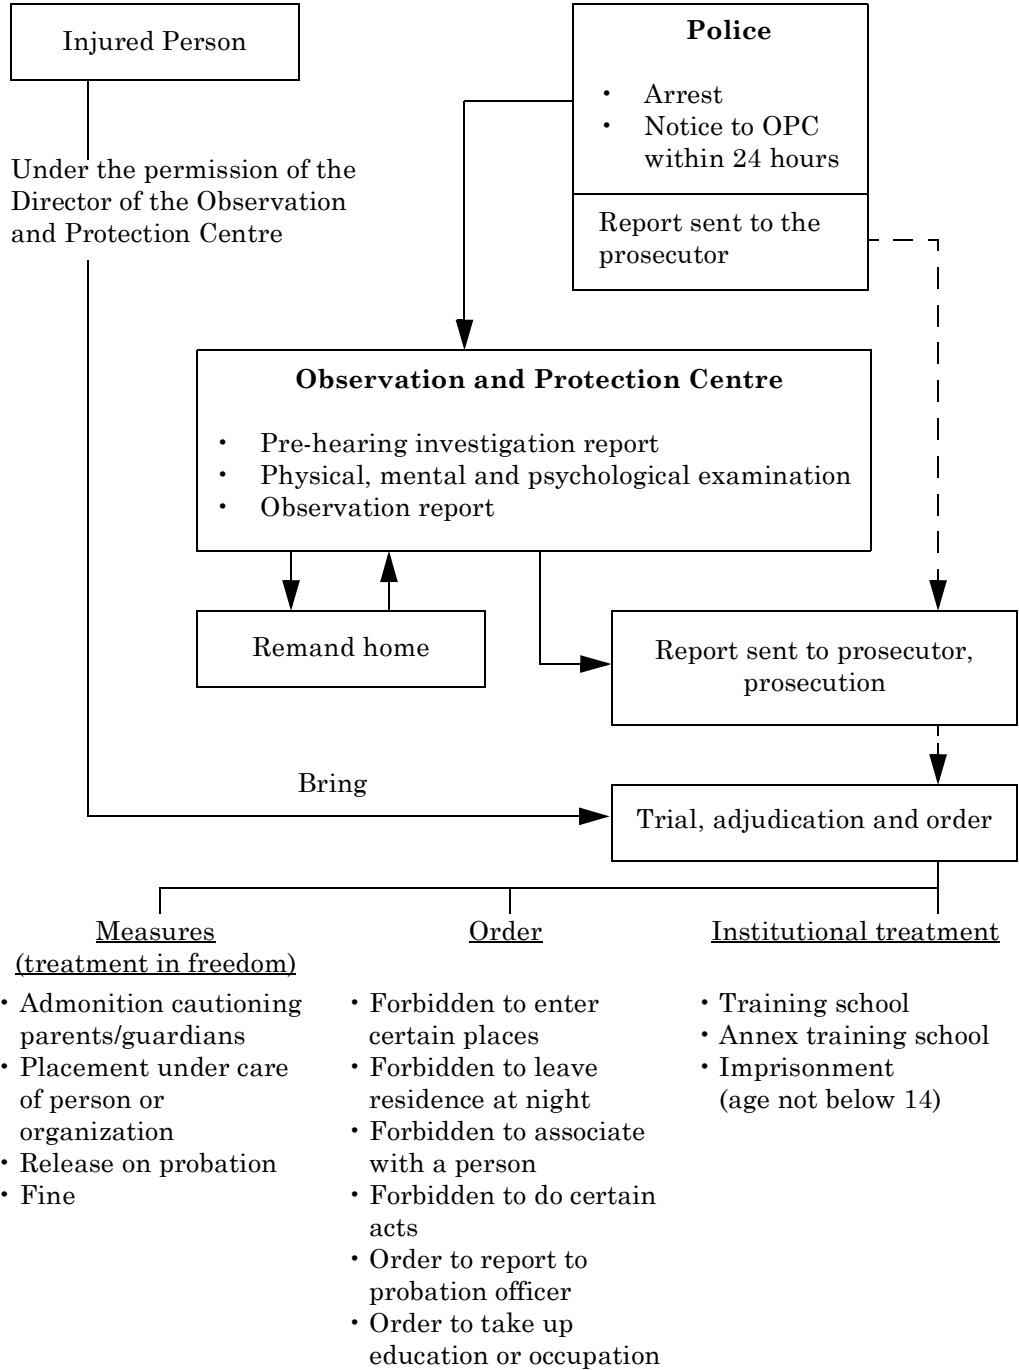 Injured Person
Under the permission of the
Director of the Observation
and Protection Centre
Police
・ Arrest
・ Notice to OPC
within 24 hours
Report sent to the
prosecutor
Observation and Protection Centre
・ Pre-hearing investigation report
・ Physical, mental and psychological examination
・ Observation report
Remand home
Report sent to prosecutor,
prosecution
Bring
Trial, adjudication and order
Measures
(treatment in freedom)
・Admonition cautioning
parents/guardians
・Placement under care
of person or
organization
・Release on probation
・Fine
Order
・Forbidden to enter
certain places
・Forbidden to leave
residence at night
・Forbidden to associate
with a person
・Forbidden to do certain
acts
・Order to report to
probation officer
・Order to take up
education or occupation
Institutional treatment
・Training school
・Annex training school
・Imprisonment
(age not below 14)